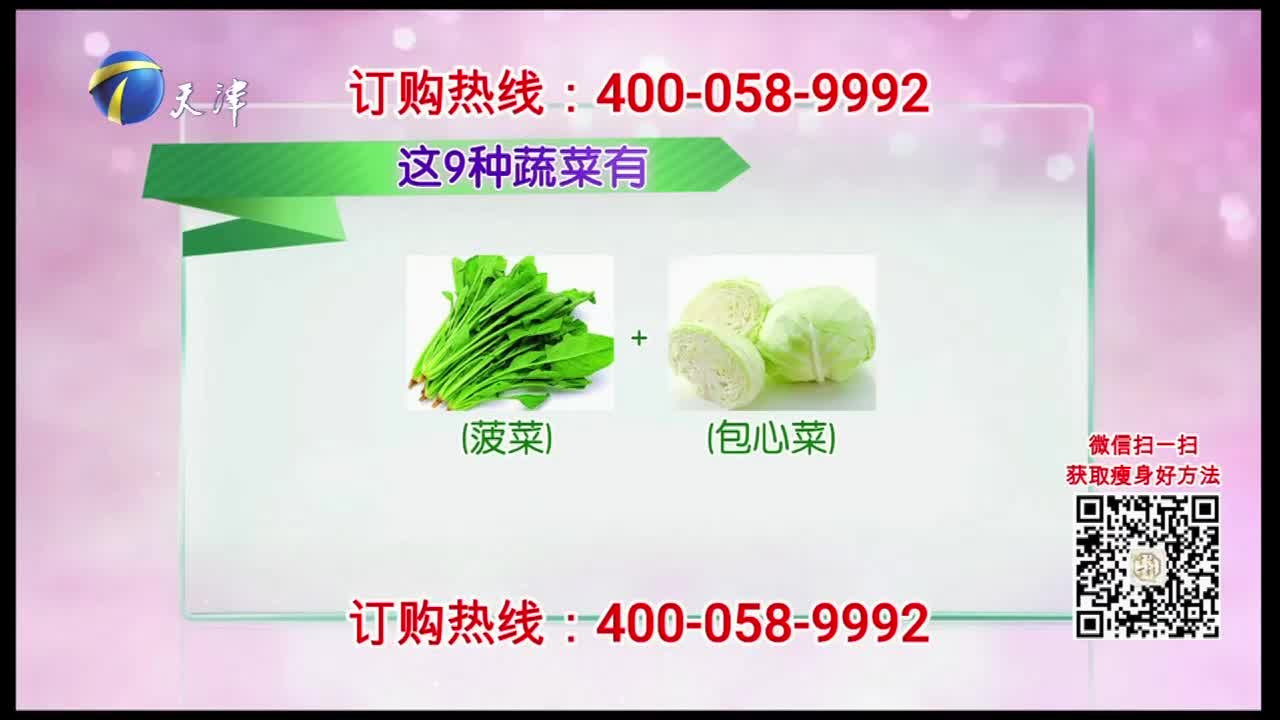 天津
订购热线：400-058-9992
这9种蔬菜有
+
(菠菜)
(包心菜)
微信扫一扫
获取瘦身好方法
订购热线：400-058-9992